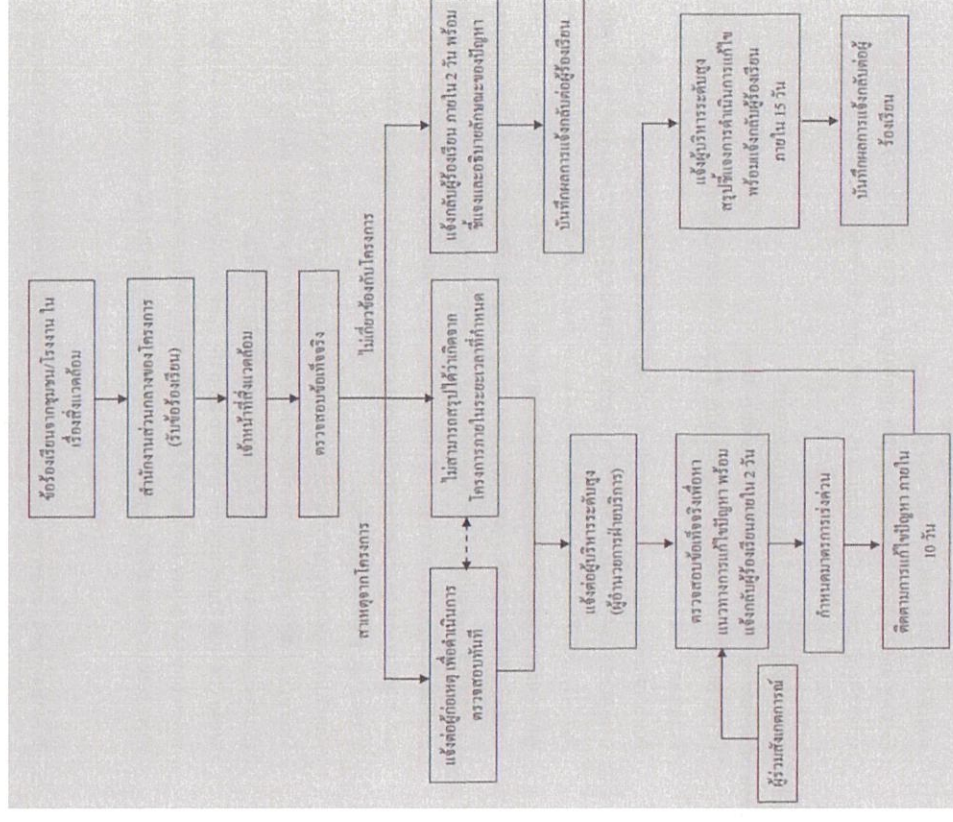 ข้อร้องเรียนจากชุมชน/โรงงาน ใน
เรื่องสิ่งแวดล้อม
สำนักงานส่วนกลางของโครงการ
(รับข้อร้องเรียน)
เจ้าหน้าที่สิ่งแวดล้อม
ตรวจสอบข้อเท็จจริง
สาเหตุจากโครงการ
ไม่เกี่ยวข้องกับโครงการ
แจ้งต่อผู้ก่อเหตุ เพื่อดำเนินการ
ตรวจสอบทันที
ไม่สามารถสรุปได้ว่าเกิดจาก
โครงการภายในระยะเวลาที่กำหนด
แจ้งกลับผู้ร้องเรียน ภายใน 2 วัน พร้อม
ชี้แจงและอธิบายลักษณะของปัญหา
บันทึกผลการแจ้งกลับต่อผู้ร้องเรียน
แจ้งต่อผู้บริหารระดับสูง
(ผู้อำนวยการฝ่ายบริการ)
ผู้ร่วมสังเกตการณ์
ตรวจสอบข้อเท็จจริงเพื่อหา
แนวทางการแก้ไขปัญหา พร้อม
แจ้งกลับผู้ร้องเรียนภายใน 2 วัน
กำหนดมาตรการเร่งด่วน
ติดตามการแก้ไขปัญหา ภายใน
10 วัน
แจ้งผู้บริหารระดับสูง
สรุปชี้แจงการดำเนินการแก้ไข
พร้อมแจ้งกลับผู้ร้องเรียน
ภายใน 15 วัน
บันทึกผลการแจ้งกลับต่อผู้
ร้องเรียน